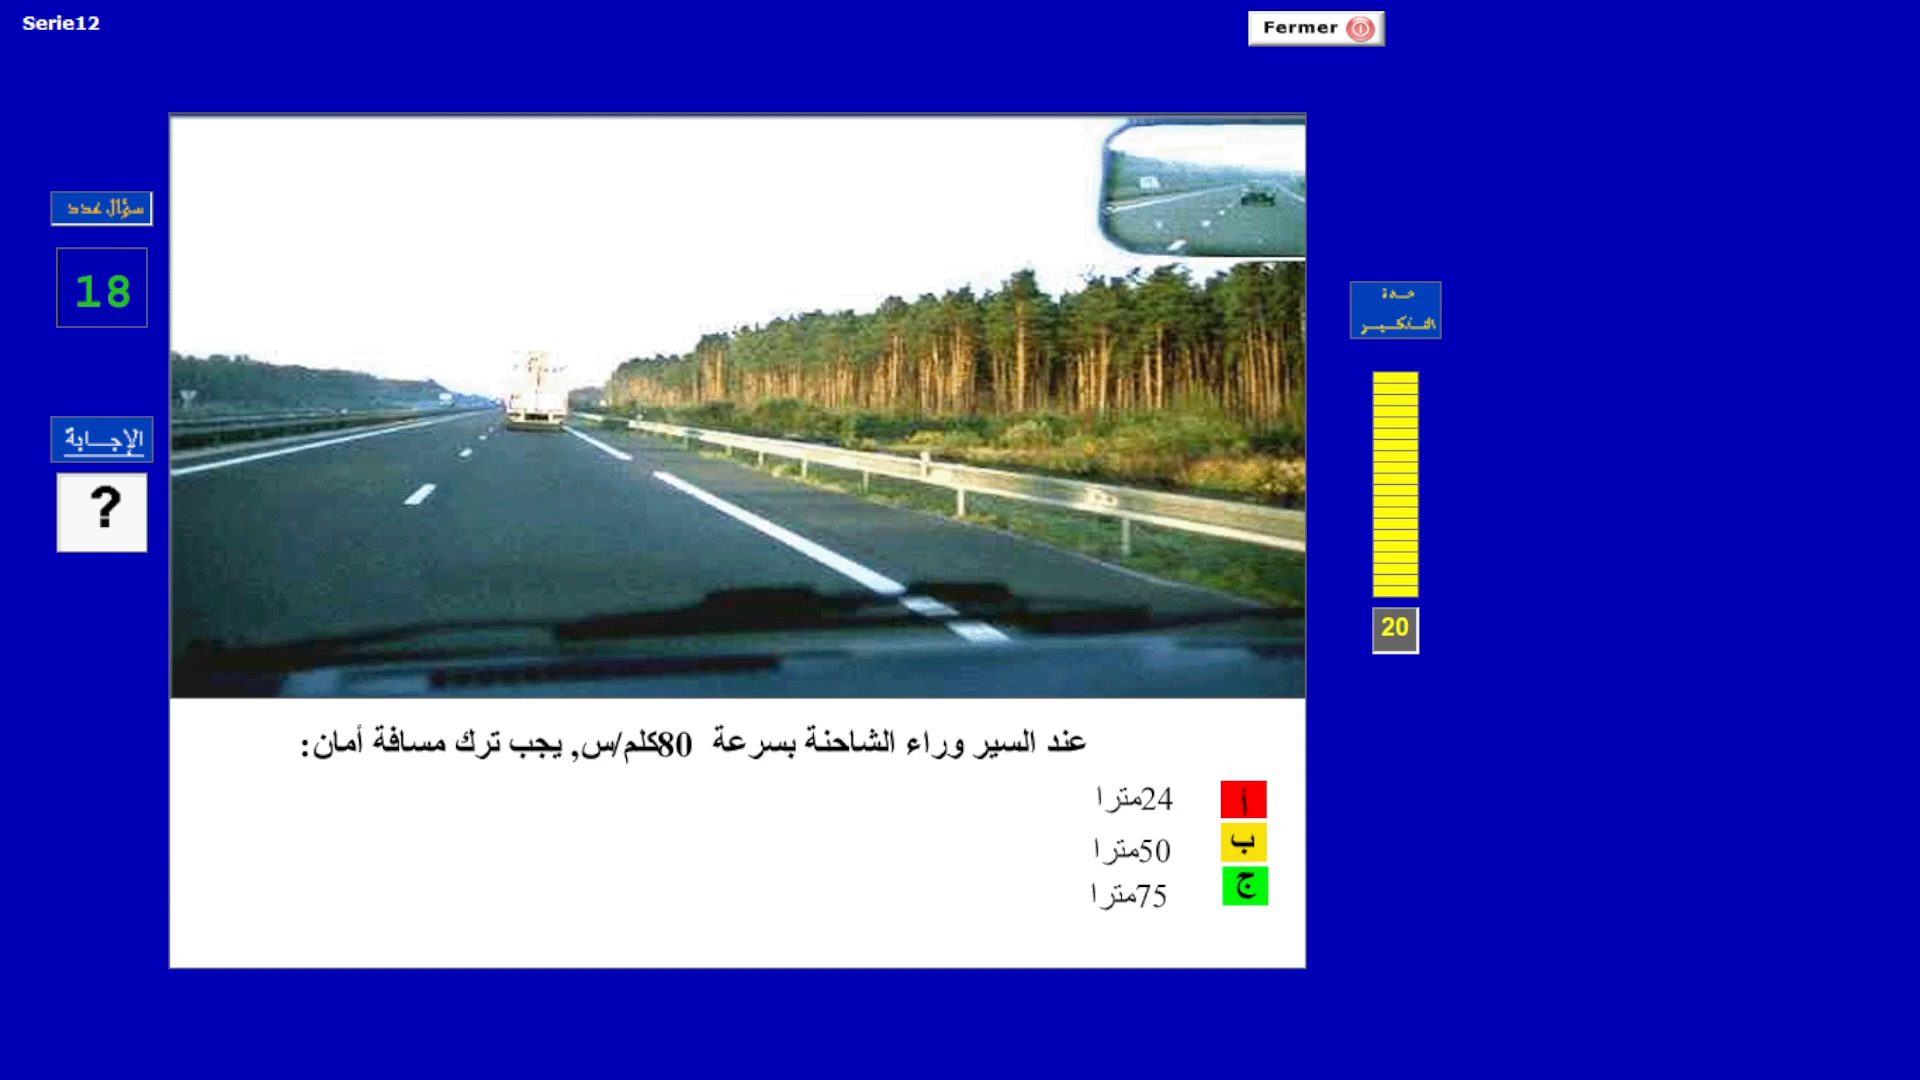 Serie12
Fermer
سؤال عدد
18
الإجابة
?
مدة
التفكير
20
عند السير وراء الشاحنة بسرعة 80كلم/س, يجب ترك مسافة أمان:
أ 24مترا
ب 50مترا
ج 75مترا